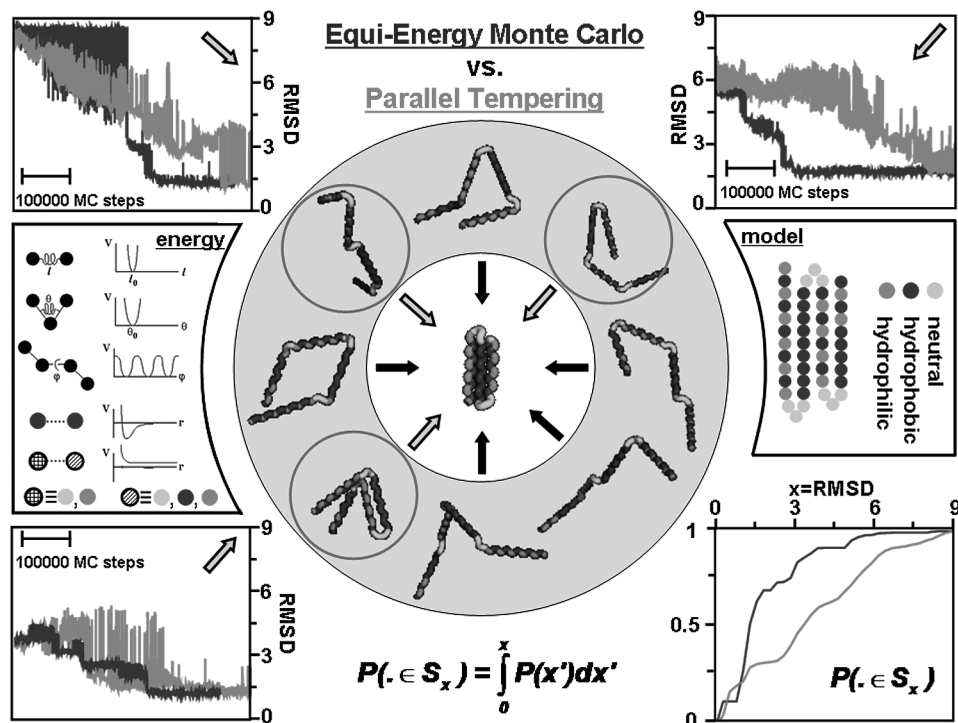 Equi-Energy Monte Carlo
vs.
Parallel Tempering
9
6
3
0
RMSD
100000 MC steps
9
6
3
0
RMSD
100000 MC steps
energy
V
l
l₀
l
θ
V
θ₀
θ
φ
V
φ
V
r
V
r
≡ , ≡ , ,
model
neutral
hydrophobic
hydrophilic
100000 MC steps
9
6
3
0
RMSD
P(. ∈ Sₓ) = ∫₀ˣ P(x')dx'
x=RMSD
0 3 6 9
1
0.5
0
P(. ∈ Sₓ)